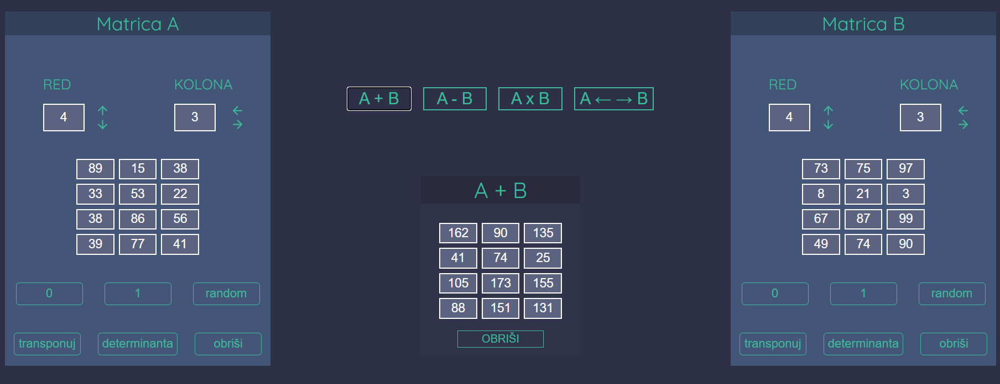 Matrica A
RED KOLONA
4 ↑ ↓ 3 ← →
89 15 38
33 53 22
38 86 56
39 77 41
0 1 random
transponuj determinanta obriši
A + B A - B A x B A ← → B
A + B
162 90 135
41 74 25
105 173 155
88 151 131
OBRIŠI
Matrica B
RED KOLONA
4 ↑ ↓ 3 ← →
73 75 97
8 21 3
67 87 99
49 74 90
0 1 random
transponuj determinanta obriši